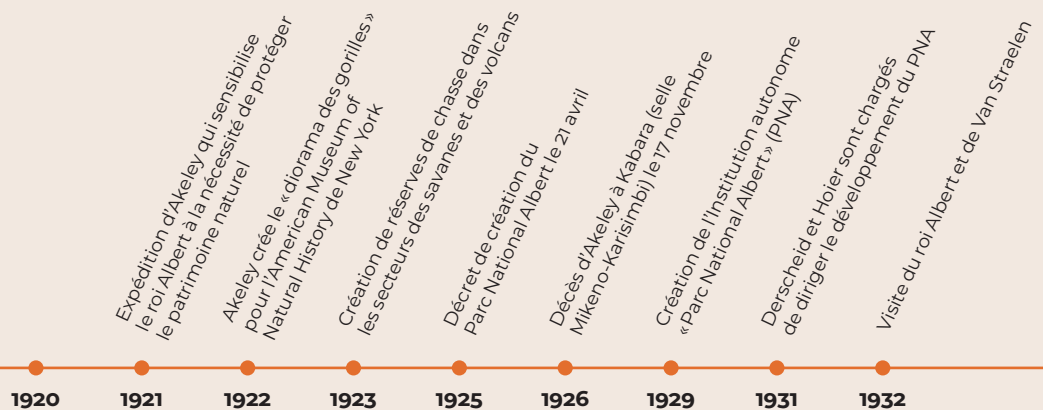 Expédition d'Akeley qui sensibilise
le roi Albert à la nécessité de protéger
le patrimoine naturel
Akeley crée le «diorama des gorilles»
pour l'American Museum of
Natural History de New York
Création de réserves de chasse dans
les secteurs des savanes et des volcans
Décret de création du
Parc National Albert le 21 avril
Décès d'Akeley à Kabara (selle
Mikeno-Karisimbi) le 17 novembre
Création de l'Institution autonome
« Parc National Albert» (PNA)
Derscheid et Hoier sont chargés
de diriger le développement du PNA
Visite du roi Albert et de Van Straelen
1920
1921
1922
1923
1925
1926
1929
1931
1932